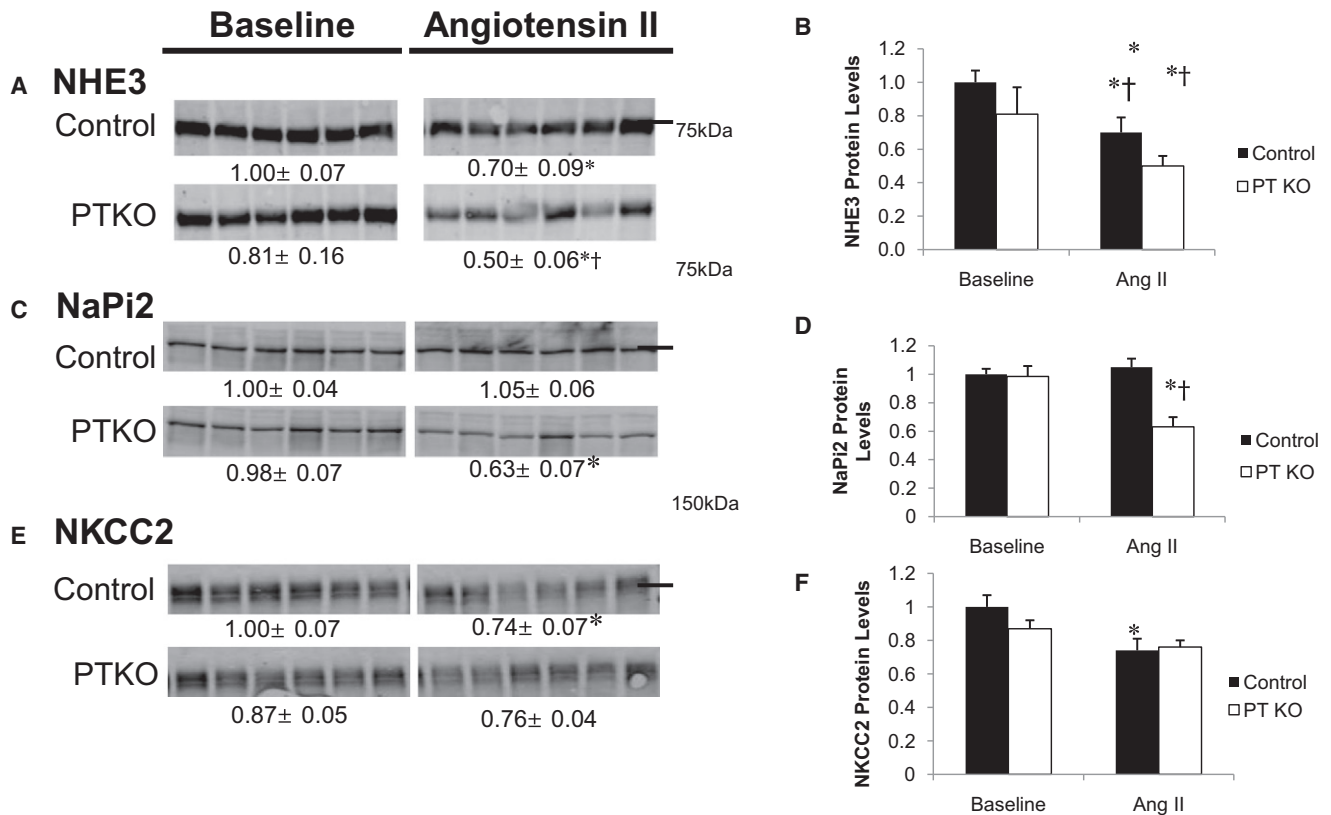 Baseline Angiotensin II
A NHE3
Control
75kDa
1.00± 0.07 0.70± 0.09*
PTKO
0.81± 0.16 0.50± 0.06*†
75kDa
C NaPi2
Control
1.00± 0.04 1.05± 0.06
PTKO
0.98± 0.07 0.63± 0.07*
150kDa
E NKCC2
Control
1.00± 0.07 0.74± 0.07*
PTKO
0.87± 0.05 0.76± 0.04
B
NHE3 Protein Levels
1.2
1.0
0.8
0.6
0.4
0.2
0.0
*
*†
*†
Baseline Ang II
Control
PT KO
D
NaPi2 Protein
Levels
1.2
1
0.8
0.6
0.4
0.2
0
*†
Baseline Ang II
Control
PT KO
F
NKCC2 Protein Levels
1.2
1
0.8
0.6
0.4
0.2
0
*
Baseline Ang II
Control
PT KO